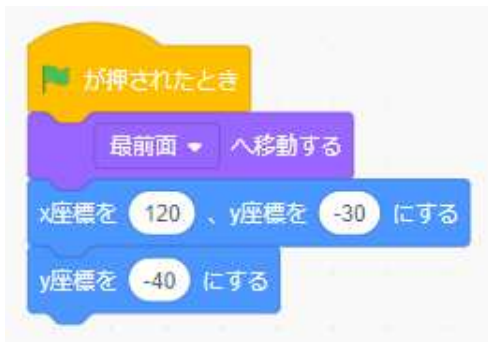 が押されたとき
最前面 へ移動する
x座標を 120 、y座標を -30 にする
y座標を -40 にする